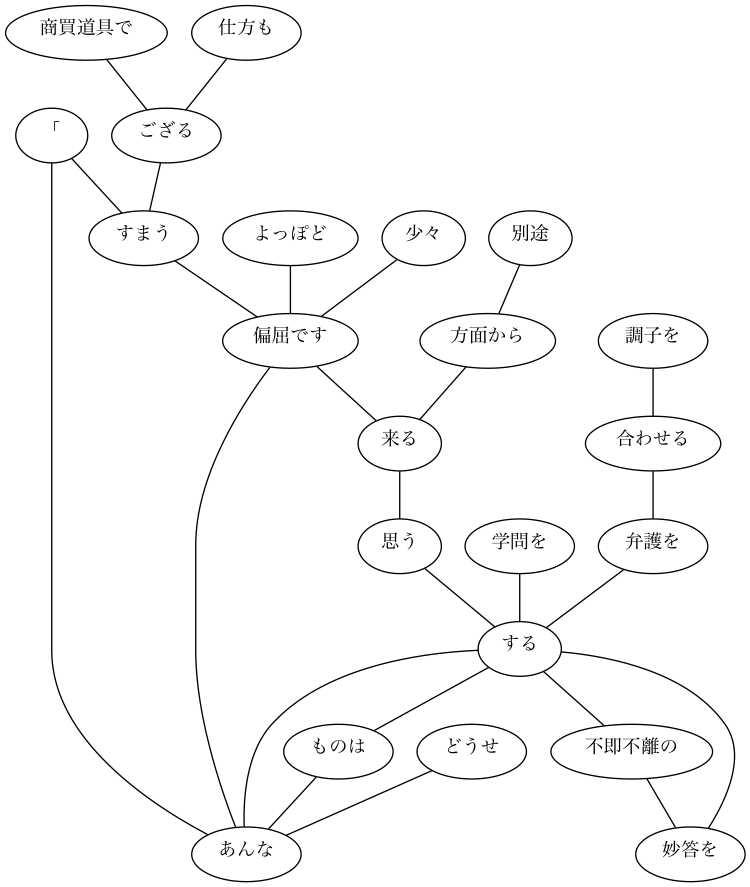 商買道具で
仕方も
「
ござる
すまう
よっぽど
少々
別途
偏屈です
方面から
調子を
来る
合わせる
思う
学問を
弁護を
する
ものは
どうせ
不即不離の
あんな
妙答を